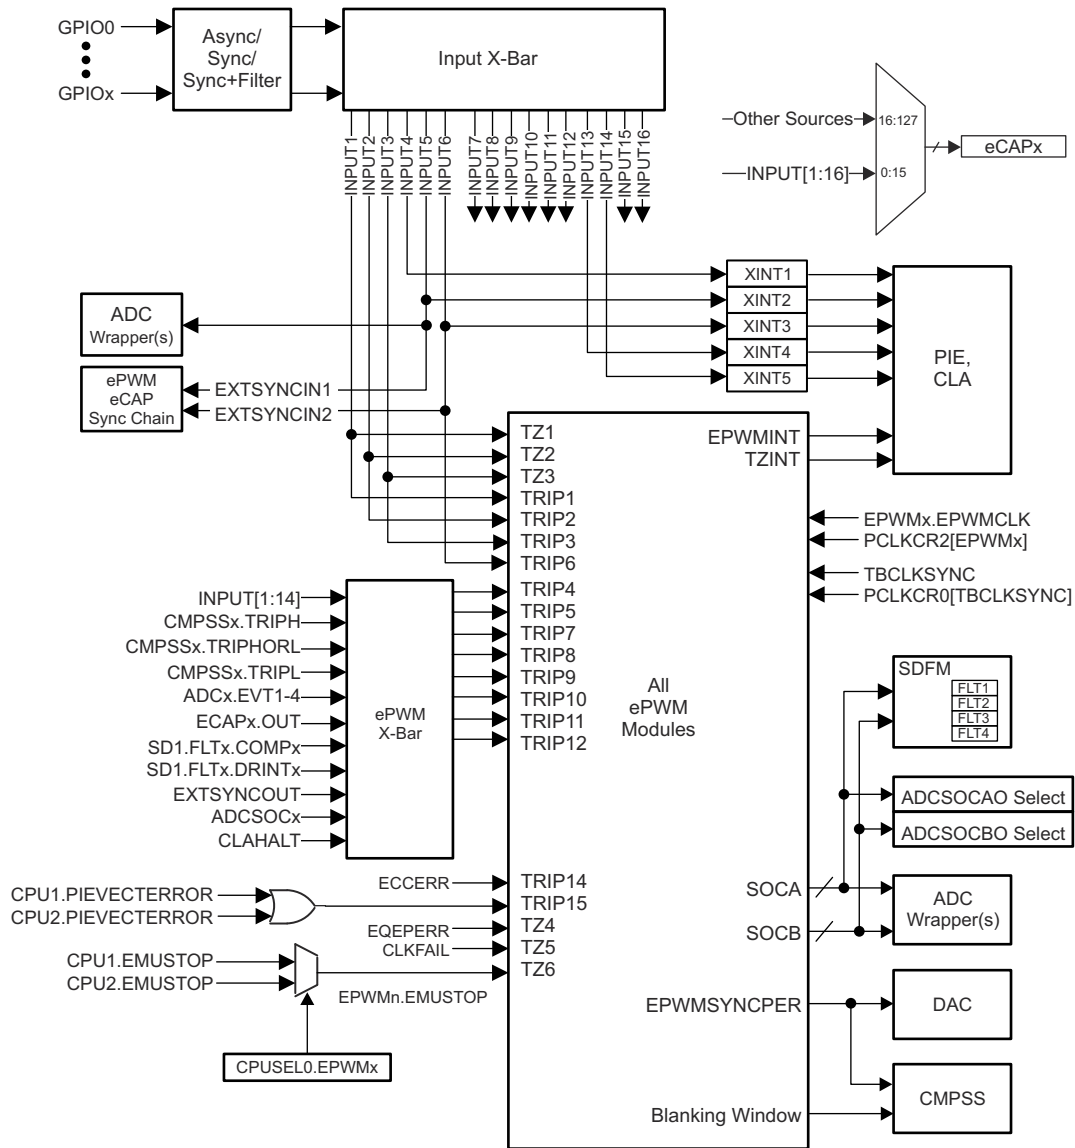 GPIO0
GPIOx
Async/
Sync/
Sync+Filter
Input X-Bar
INPUT1
INPUT2
INPUT3
INPUT4
INPUT5
INPUT6
INPUT7
INPUT8
INPUT9
INPUT10
INPUT11
INPUT12
INPUT13
INPUT14
INPUT15
INPUT16
Other Sources
16:127
INPUT[1:16]
0:15
eCAPx
XINT1
XINT2
XINT3
XINT4
XINT5
PIE,
CLA
ADC
Wrapper(s)
ePWM
eCAP
Sync Chain
EXTSYNCIN1
EXTSYNCIN2
TZ1
TZ2
TZ3
TRIP1
TRIP2
TRIP3
TRIP6
TRIP4
TRIP5
TRIP7
TRIP8
TRIP9
TRIP10
TRIP11
TRIP12
TRIP14
TRIP15
TZ4
TZ5
TZ6
EPWMINT
TZINT
EPWMx.EPWMCLK
PCLKCR2[EPWMx]
TBCLKSYNC
PCLKCR0[TBCLKSYNC]
All
ePWM
Modules
INPUT[1:14]
CMPSSx.TRIPH
CMPSSx.TRIPHORL
CMPSSx.TRIPL
ADCx.EVT1-4
ECAPx.OUT
SD1.FLTx.COMPx
SD1.FLTx.DRINTx
EXTSYNCOUT
ADCSOCx
CLAHALT
ePWM
X-Bar
SDFM
FLT1
FLT2
FLT3
FLT4
ADCSOCAO Select
ADCSOCBO Select
SOCA
SOCB
ADC
Wrapper(s)
ECCERR
CPU1.PIEVECTERROR
CPU2.PIEVECTERROR
EQEPERR
CLKFAIL
CPU1.EMUSTOP
CPU2.EMUSTOP
EPWMn.EMUSTOP
CPUSEL0.EPWMx
EPWMSYNCPER
DAC
CMPSS
Blanking Window